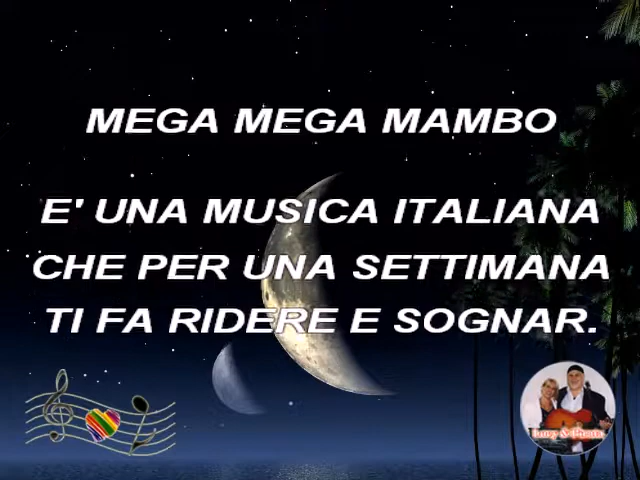 MEGA MEGA MAMBO
E' UNA MUSICA ITALIANA
CHE PER UNA SETTIMANA
TI FA RIDERE E SOGNAR.